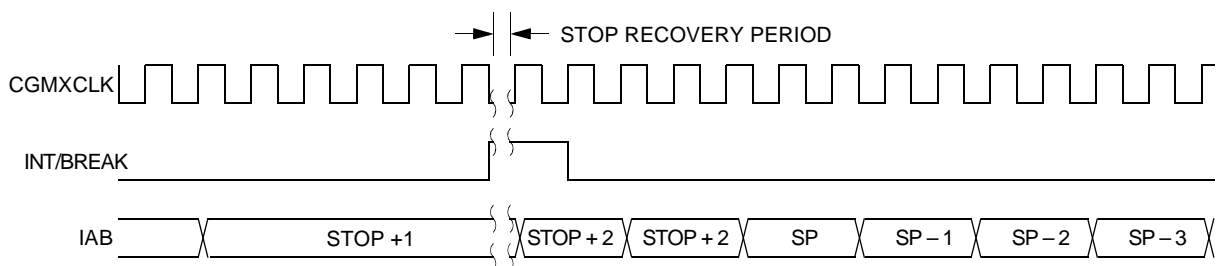 STOP RECOVERY PERIOD
CGMXCLK
INT/BREAK
IAB STOP +1 STOP + 2 STOP + 2 SP SP – 1 SP – 2 SP – 3